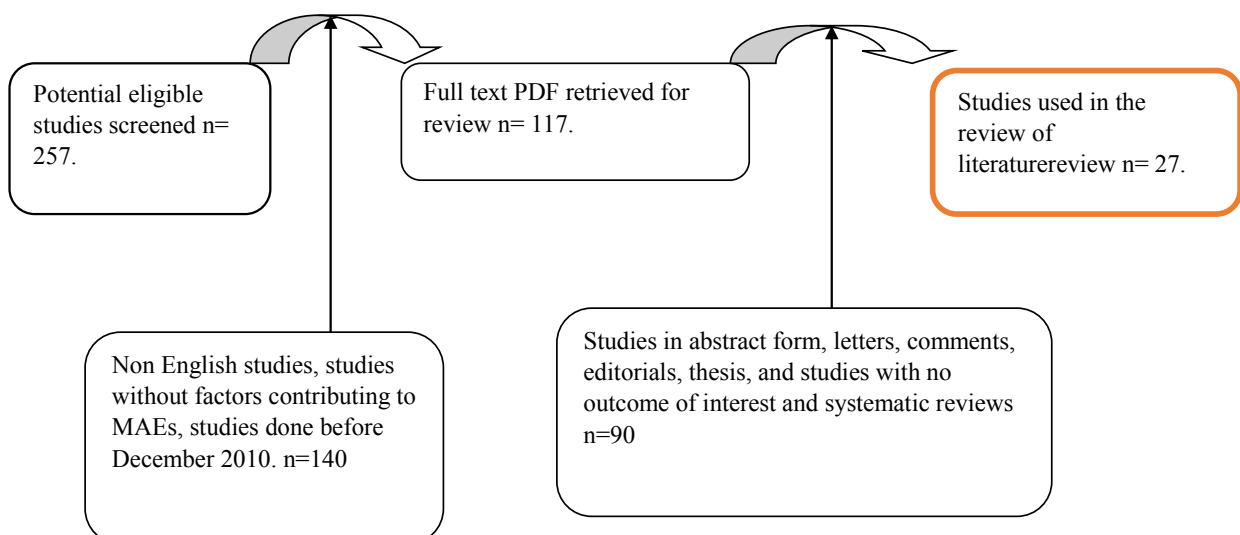 Potential eligible
studies screened n=
257.
Full text PDF retrieved for
review n= 117.
Studies used in the
review of
literaturereview n= 27.
Non English studies, studies
without factors contributing to
MAEs, studies done before
December 2010. n=140
Studies in abstract form, letters, comments,
editorials, thesis, and studies with no
outcome of interest and systematic reviews
n=90